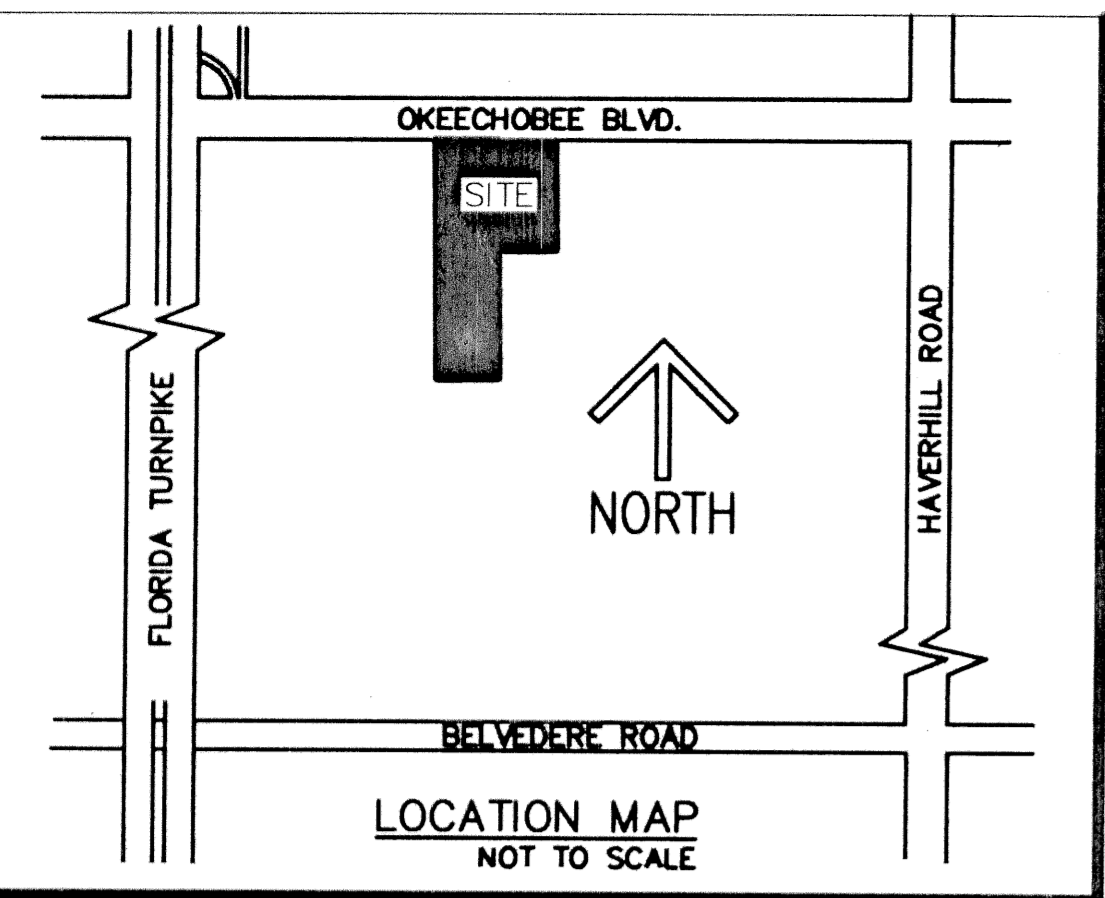 OKEECHOBEE BLVD.
SITE
FLORIDA TURNPIKE
HAVERHILL ROAD
NORTH
BELVEDERE ROAD
LOCATION MAP
NOT TO SCALE